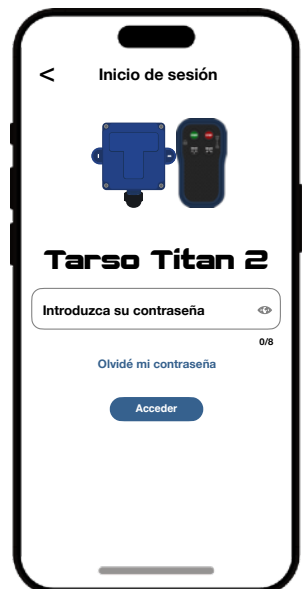 < Inicio de sesión
Tarso Titan 2
Introduzca su contraseña
0/8
Olvidé mi contraseña
Acceder